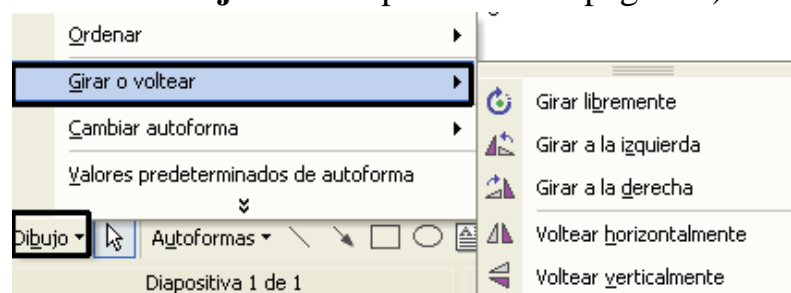 Ordenar
Girar o voltear
Cambiar autoforma
Valores predeterminados de autoforma
Dibujo
Autoformas
Diapositiva 1 de 1
Girar libremente
Girar a la izquierda
Girar a la derecha
Voltear horizontalmente
Voltear verticalmente